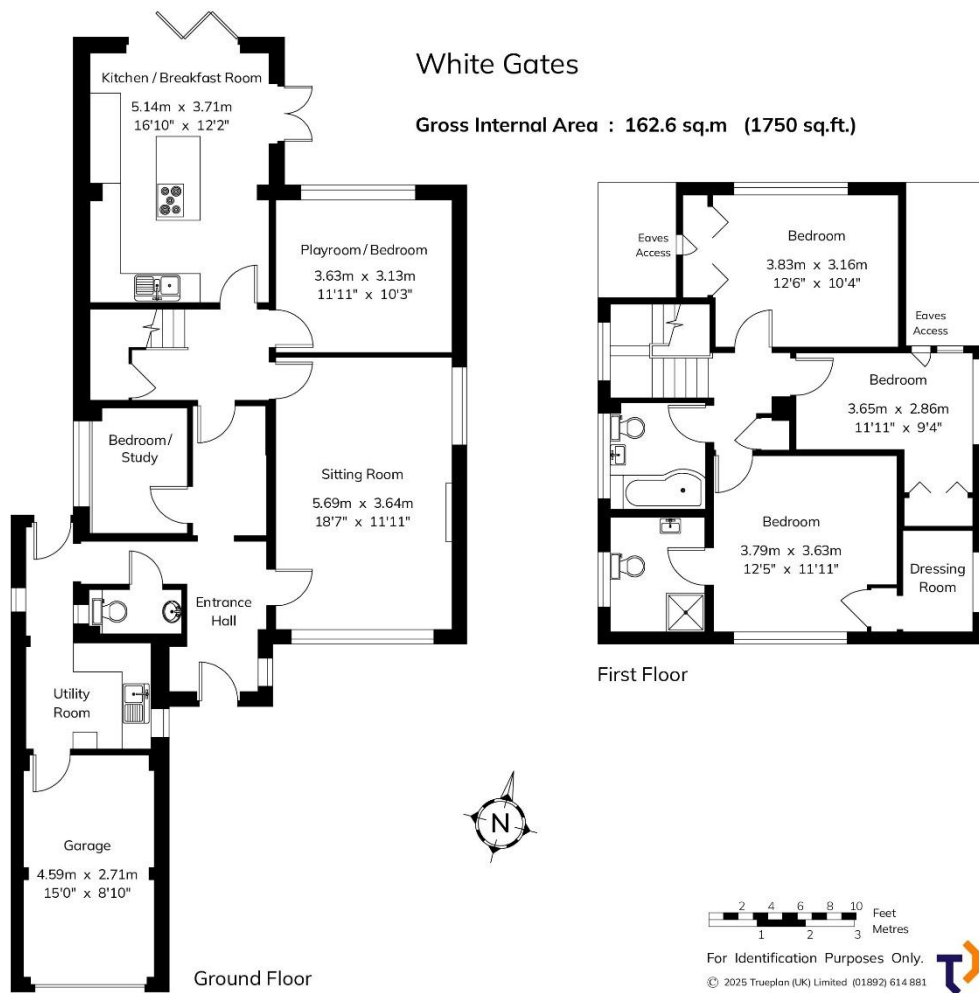 White Gates
Gross Internal Area : 162.6 sq.m (1750 sq.ft.)
Kitchen / Breakfast Room
5.14m x 3.71m
16'10" x 12'2"
Playroom / Bedroom
3.63m x 3.13m
11'11" x 10'3"
Bedroom /
Study
Sitting Room
5.69m x 3.64m
18'7" x 11'11"
Entrance
Hall
Utility
Room
Garage
4.59m x 2.71m
15'0" x 8'10"
Ground Floor
Eaves
Access
Bedroom
3.83m x 3.16m
12'6" x 10'4"
Eaves
Access
Bedroom
3.65m x 2.86m
11'11" x 9'4"
Bedroom
3.79m x 3.63m
12'5" x 11'11"
Dressing
Room
First Floor
N
2 4 6 8 10
Feet
Metres
1 2 3
For Identification Purposes Only.
© 2025 Trueplan (UK) Limited (01892) 614 881